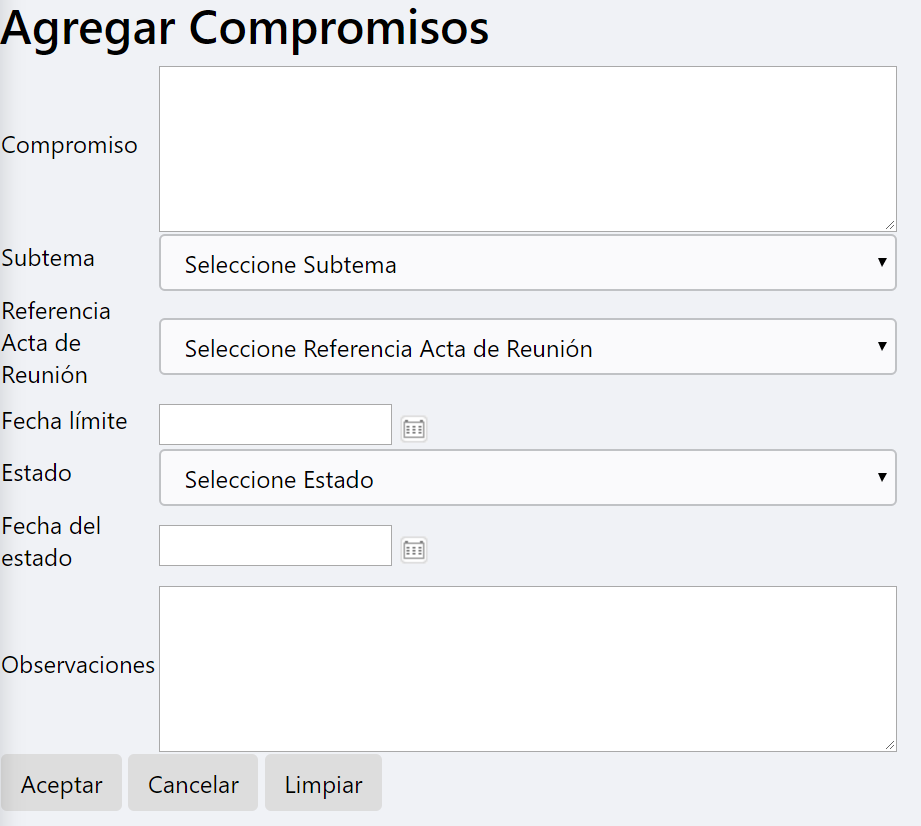 Agregar Compromisos
Compromiso
Subtema
Seleccione Subtema
Referencia
Acta de
Reunión
Seleccione Referencia Acta de Reunión
Fecha límite
Estado
Seleccione Estado
Fecha del
estado
Observaciones
Aceptar
Cancelar
Limpiar